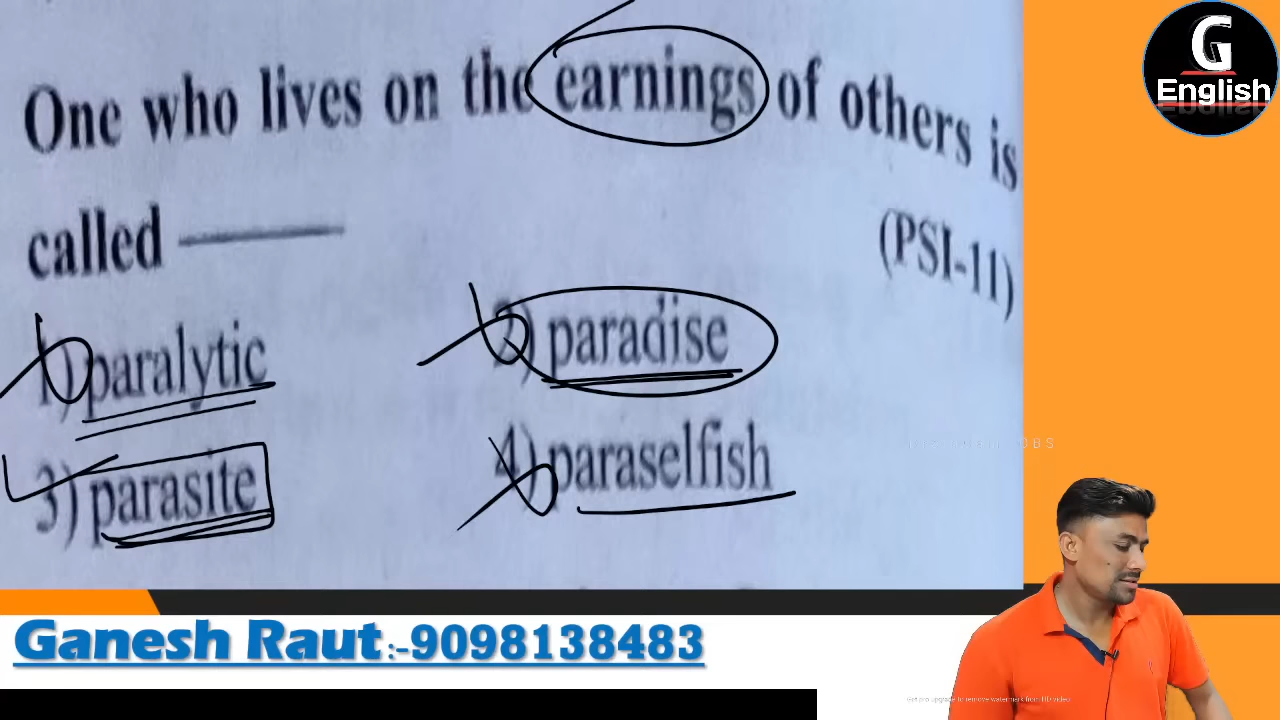 One who lives on the earnings of others is
called ———
(PSI-11)
1) paralytic
2) paradise
3) parasite
4) paraselfish
G
English
Ganesh Raut:-9098138483